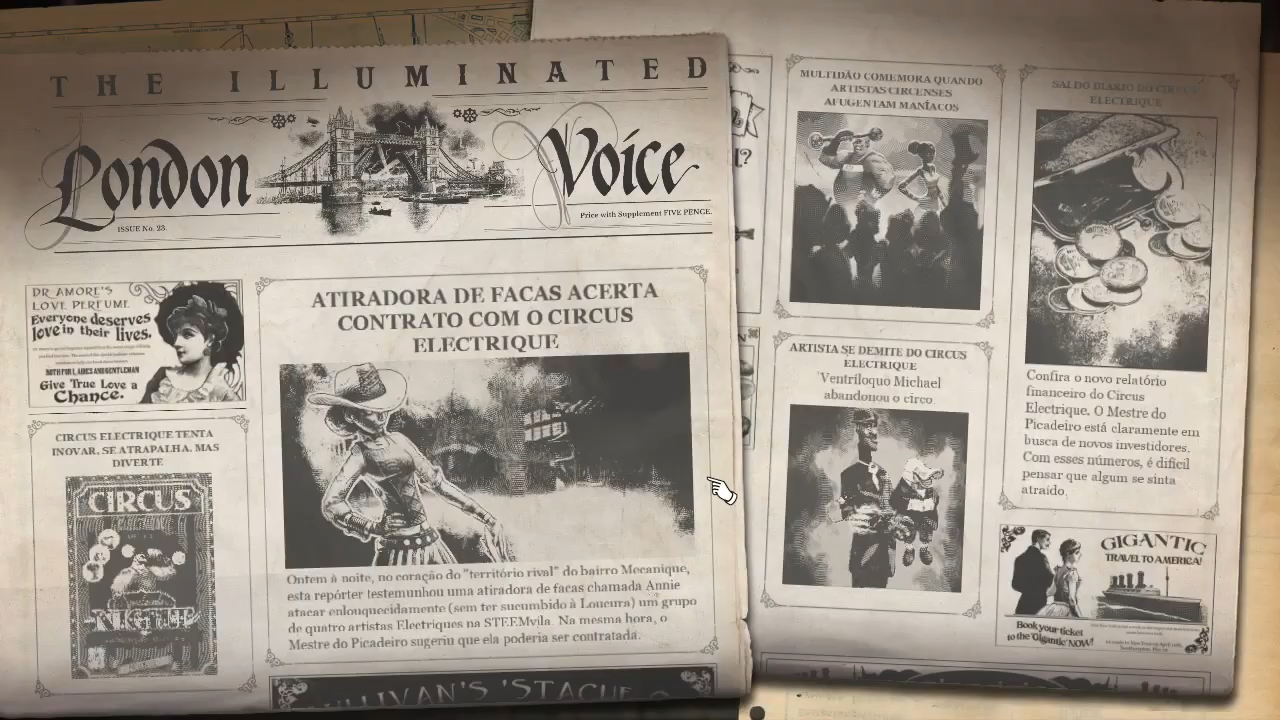 THE ILLUMINATED
London Voice
ISSUE No. 23.
Price with Supplement FIVE PENCE.
DR AMORE'S
LOVE PERFUME
Everyone deserves
love in their lives.
BOTH FOR LADIES AND GENTLEMAN
Give True Love a
Chance.
CIRCUS ELECTRIQUE TENTA
INOVAR, SE ATRAPALHA, MAS
DIVERTE
CIRCUS
ATIRADORA DE FACAS ACERTA
CONTRATO COM O CIRCUS
ELECTRIQUE
Ontem à noite, no coração do "território rival" do bairro Mecanique,
esta repórter testemunhou uma atiradora de facas chamada Annie
atacar enlouquecidamente (sem ter sucumbido à Loucura) um grupo
de quatro artistas Electriques na STEEMvila. Na mesma hora, o
Mestre do Picadeiro sugeriu que ela poderia ser contratada.
SULLIVAN'S 'STACHE
MULTIDÃO COMEMORA QUANDO
ARTISTAS CIRCENSES
AFUGENTAM MANÍACOS
ARTISTA SE DEMITE DO CIRCUS
ELECTRIQUE
Ventríloquo Michael
abandonou o circo.
SALDO DIÁRIO DO CIRCUS
ELECTRIQUE
Confira o novo relatório
financeiro do Circus
Electrique. O Mestre do
Picadeiro está claramente em
busca de novos investidores.
Com esses números, é difícil
pensar que algum se sinta
atraído.
GIGANTIC
TRAVEL TO AMERICA!
Book your ticket
to the 'Gigantic' NOW!